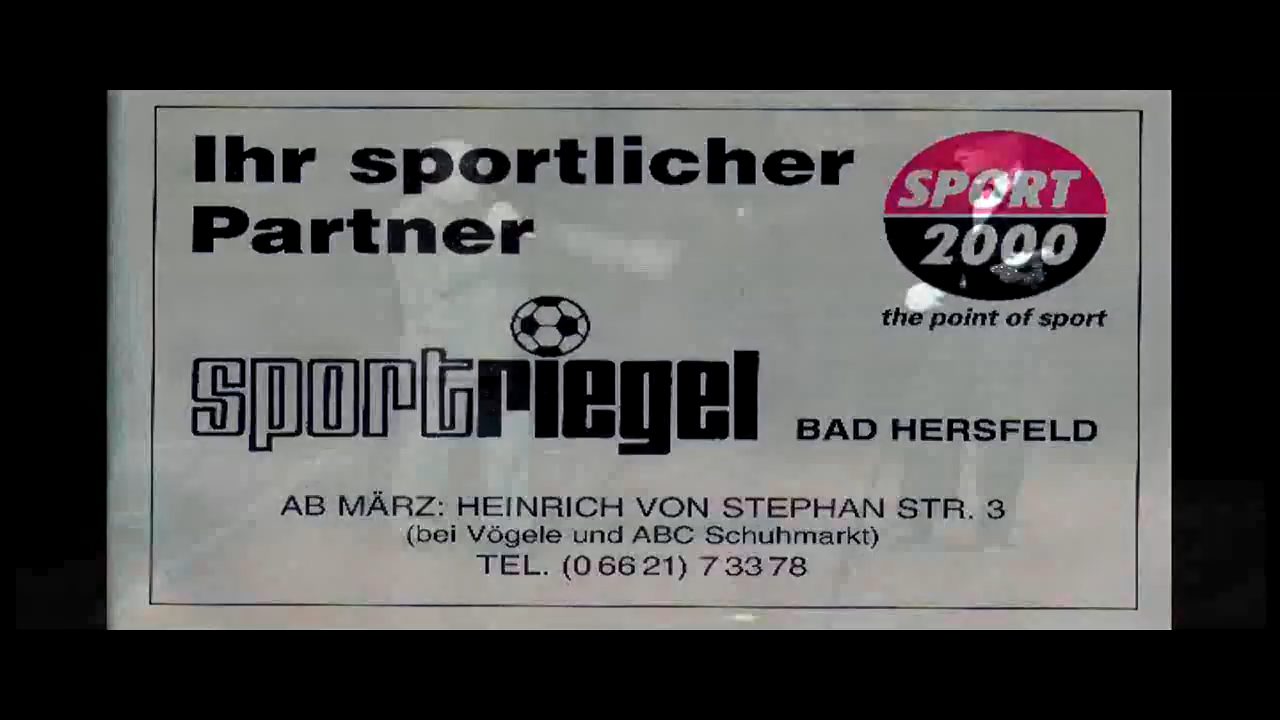 Ihr sportlicher
Partner
SPORT
2000
the point of sport
sportriegel
BAD HERSFELD
AB MÄRZ: HEINRICH VON STEPHAN STR. 3
(bei Vögele und ABC Schuhmarkt)
TEL. (0 66 21) 7 33 78